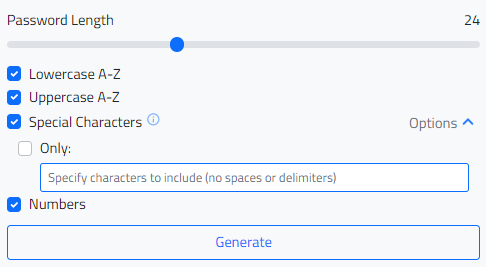 Password Length 24
Lowercase A-Z
Uppercase A-Z
Special Characters Options
Only:
Specify characters to include (no spaces or delimiters)
Numbers
Generate